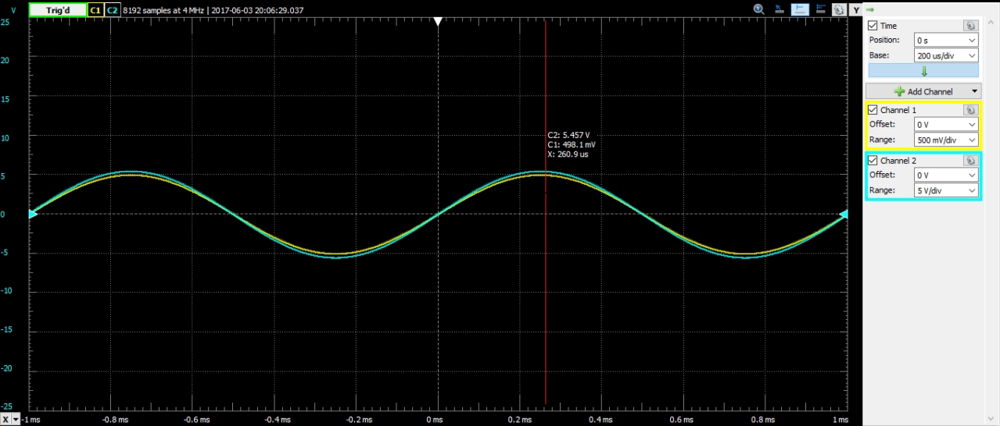 V
Trig'd C1 C2 8192 samples at 4 MHz | 2017-06-03 20:06:29.037
Y
25
20
15
10
5
0
-5
-10
-15
-20
-25
C2: 5.457 V
C1: 498.1 mV
X: 260.9 us
X
-1 ms -0.8 ms -0.6 ms -0.4 ms -0.2 ms 0 ms 0.2 ms 0.4 ms 0.6 ms 0.8 ms 1 ms
Time
Position: 0 s
Base: 200 us/div
Add Channel
Channel 1
Offset: 0 V
Range: 500 mV/div
Channel 2
Offset: 0 V
Range: 5 V/div